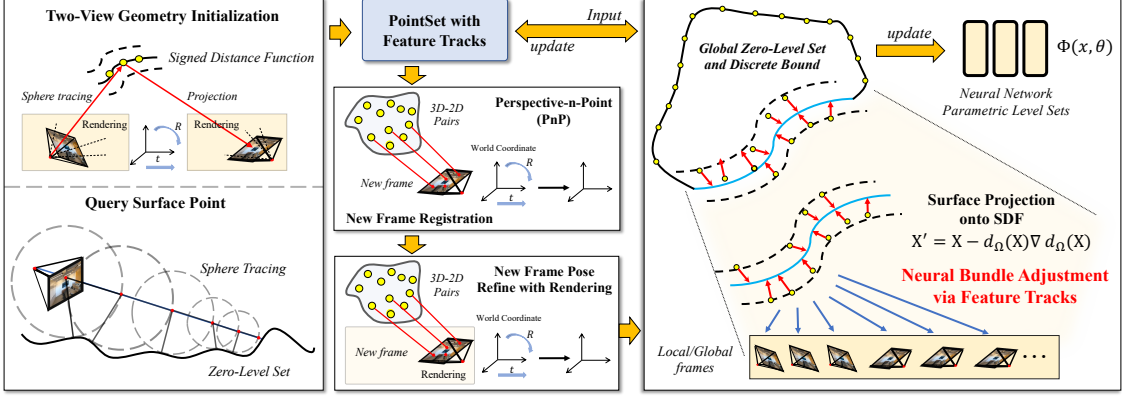 Two-View Geometry Initialization
Signed Distance Function
Sphere tracing
Projection
Rendering
R
t
Rendering
Query Surface Point
Sphere Tracing
Zero-Level Set
PointSet with
Feature Tracks
Input
update
3D-2D
Pairs
Perspective-n-Point
(PnP)
World Coordinate
R
t
New frame
New Frame Registration
3D-2D
Pairs
New Frame Pose
Refine with Rendering
World Coordinate
R
t
New frame
Rendering
Global Zero-Level Set
and Discrete Bound
update
Φ(x, θ)
Neural Network
Parametric Level Sets
Surface Projection
onto SDF
X′ = X − d_Ω(X)∇ d_Ω(X)
Neural Bundle Adjustment
via Feature Tracks
Local/Global
frames
···